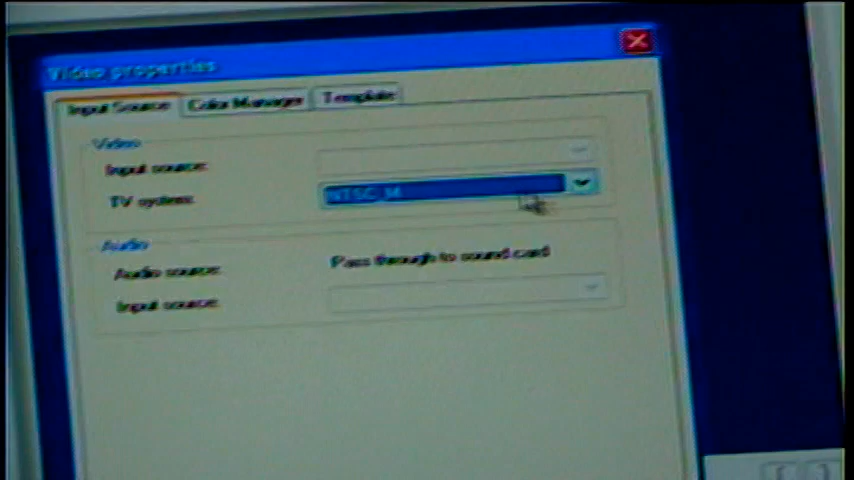 Video properties
Input Source Color Manager Template
Video
Input source:
TV system: NTSC_M
Audio
Audio source: Pass through to sound card
Input source: